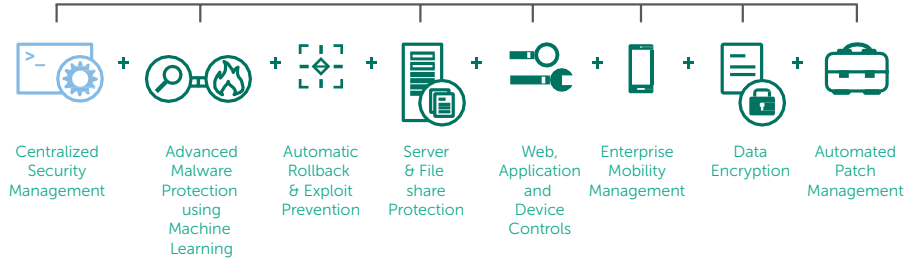 >_
+ + + + + + +
Centralized
Security
Management
Advanced
Malware
Protection
using
Machine
Learning
Automatic
Rollback
& Exploit
Prevention
Server
& File
share
Protection
Web,
Application
and
Device
Controls
Enterprise
Mobility
Management
Data
Encryption
Automated
Patch
Management